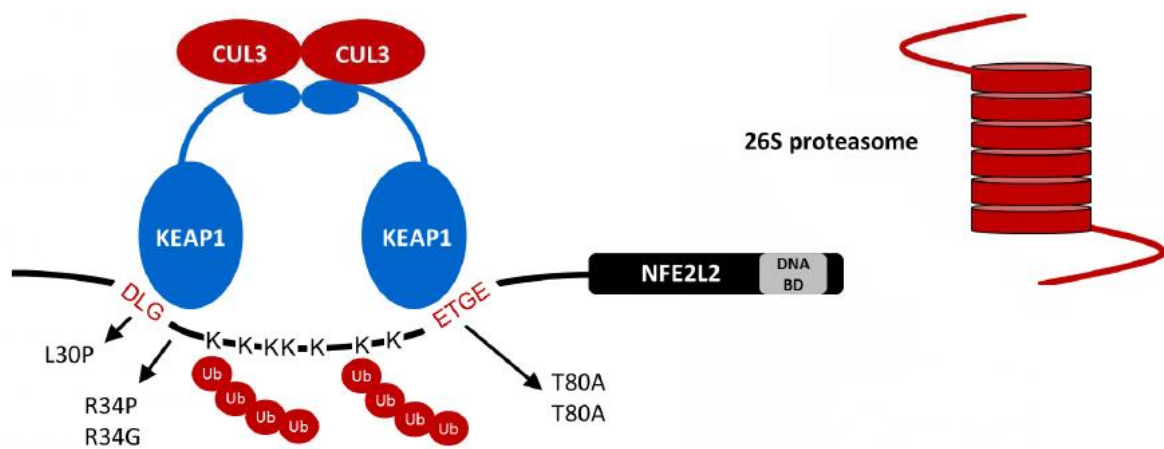 CUL3 CUL3
26S proteasome
KEAP1 KEAP1
NFE2L2
DNA
BD
DLG
ETGE
K K K K K K K
L30P
R34P
R34G
Ub Ub Ub Ub
Ub Ub Ub Ub
T80A
T80A